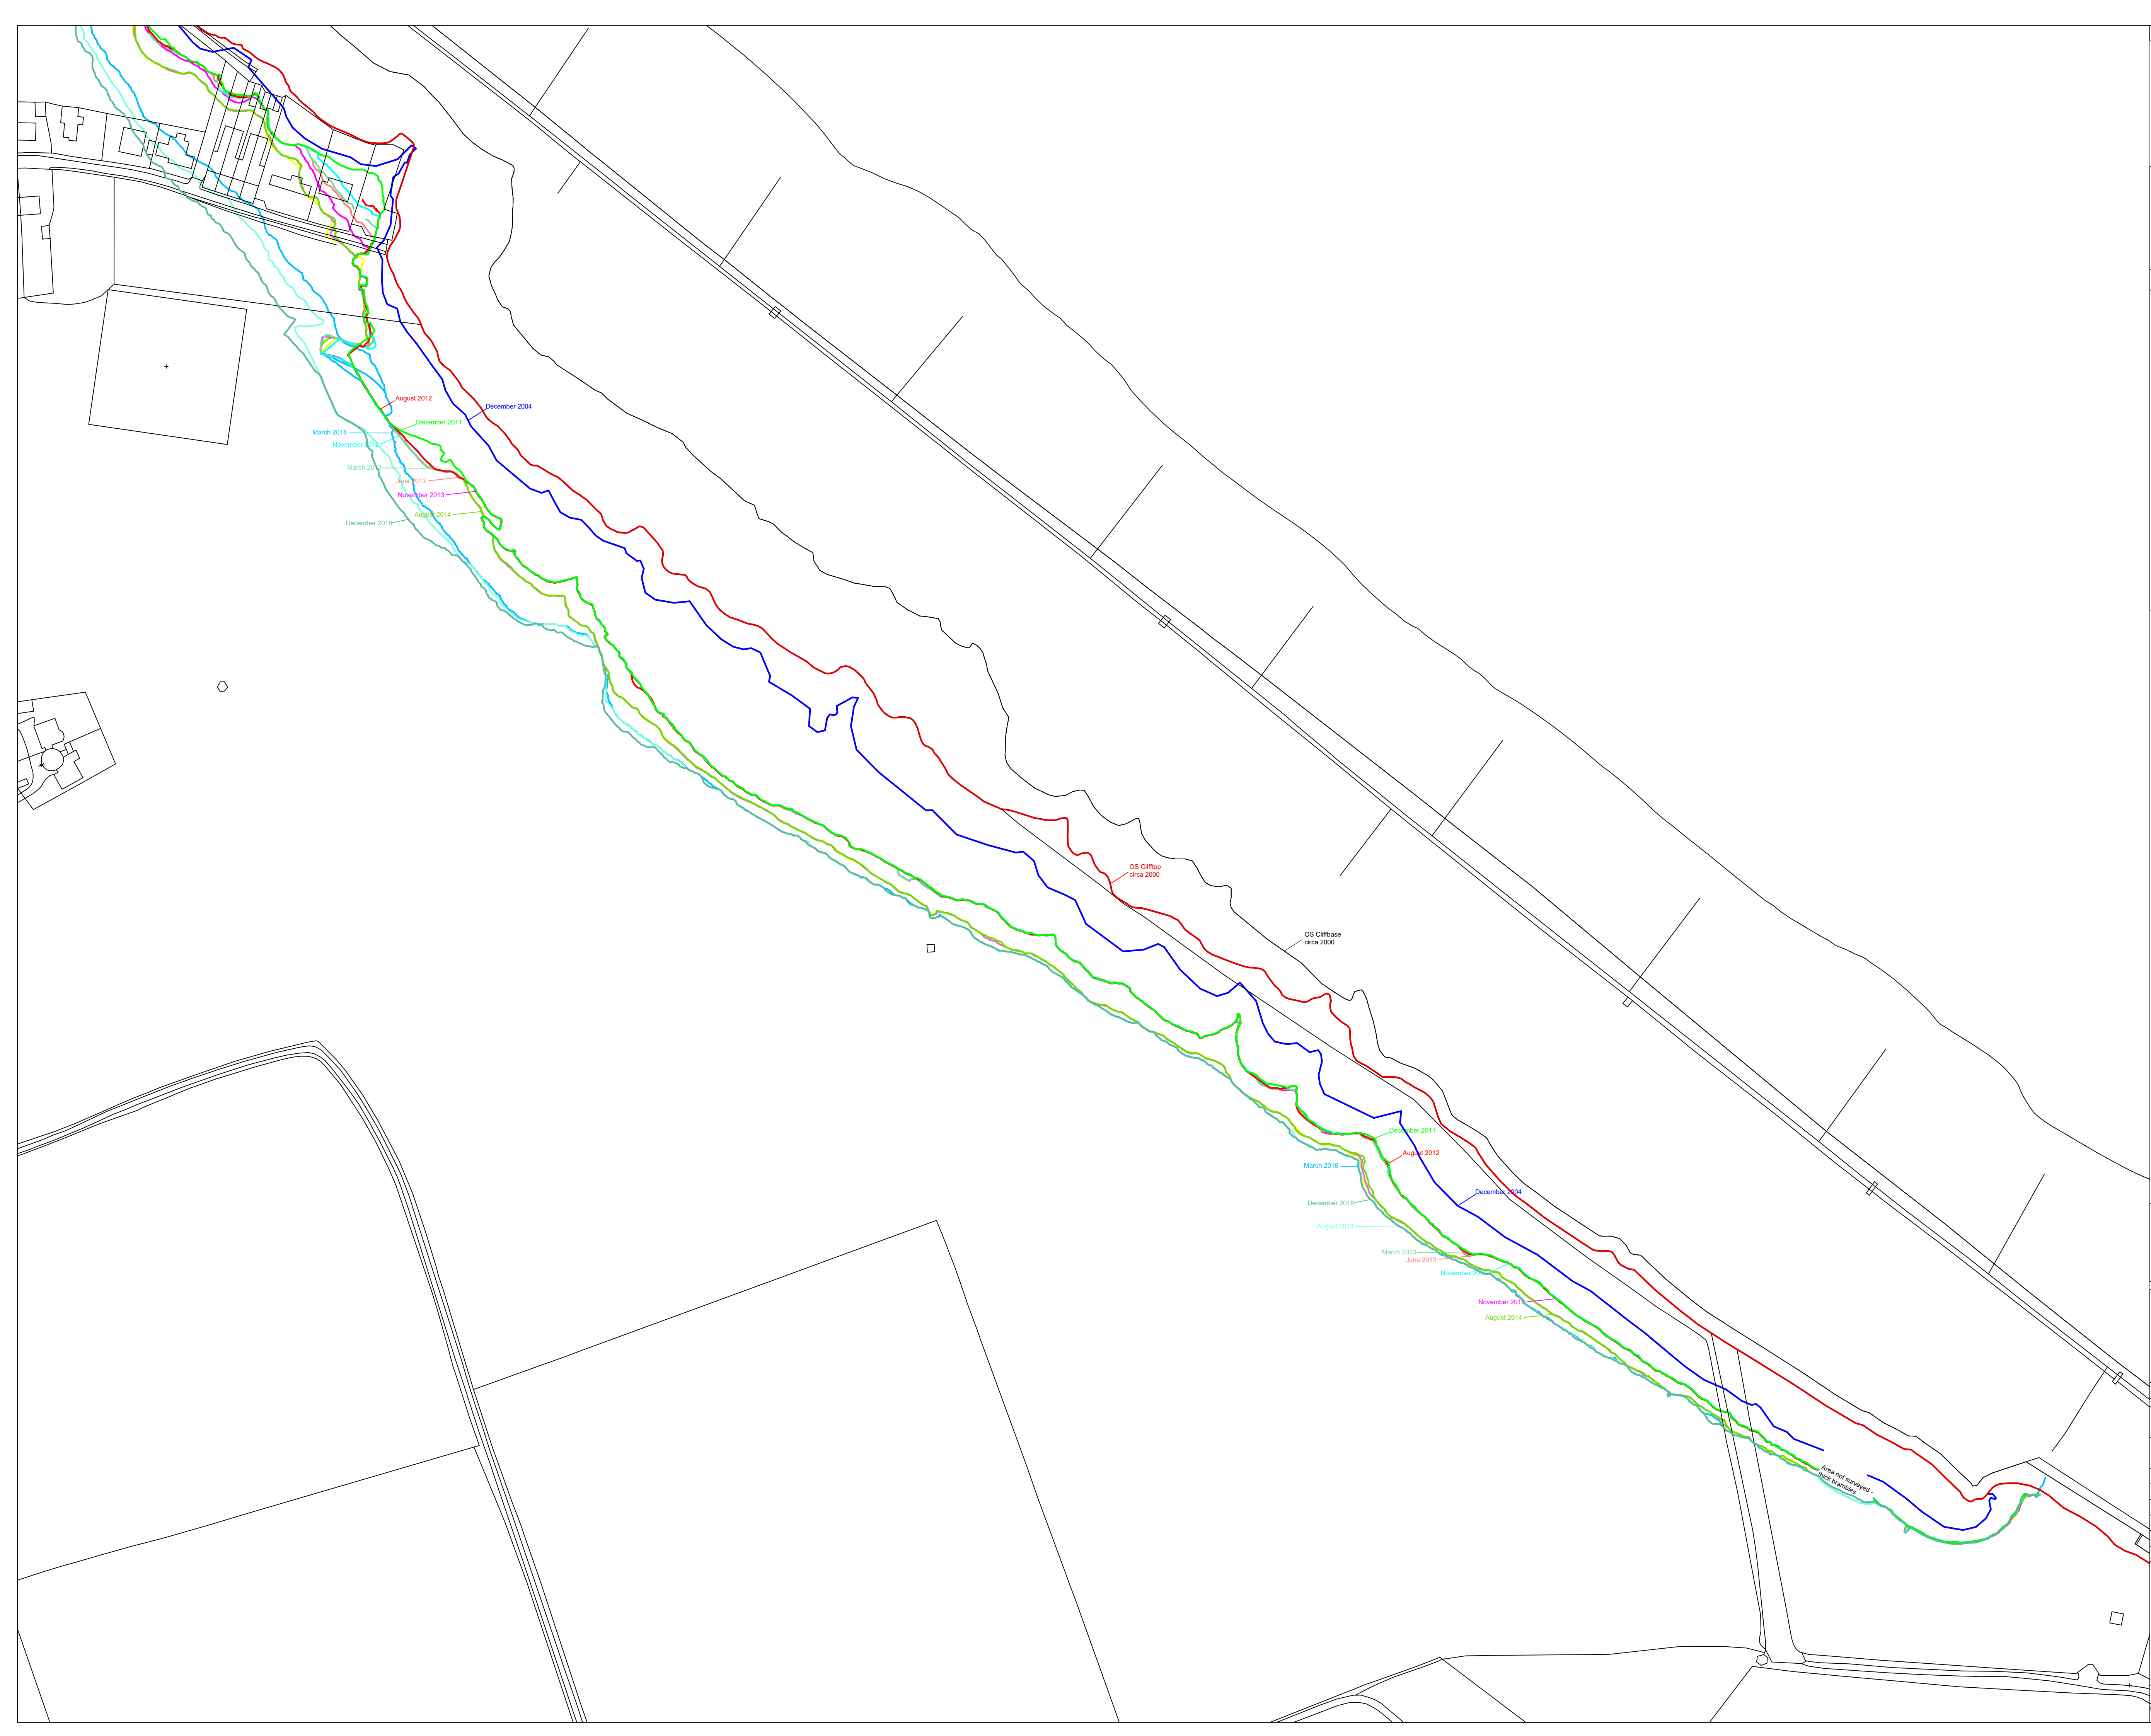 August 2012
December 2004
December 2011
March 2018
November
March 2013
June 2013
November 2013
August 2014
December 2018
OS Clifftop
circa 2000
OS Cliffbase
circa 2000
December 2011
August 2012
March 2018
December 2004
December 2018
August 2018
March 2013
June 2013
November
November 2013
August 2014
Area not surveyed -
thick brambles